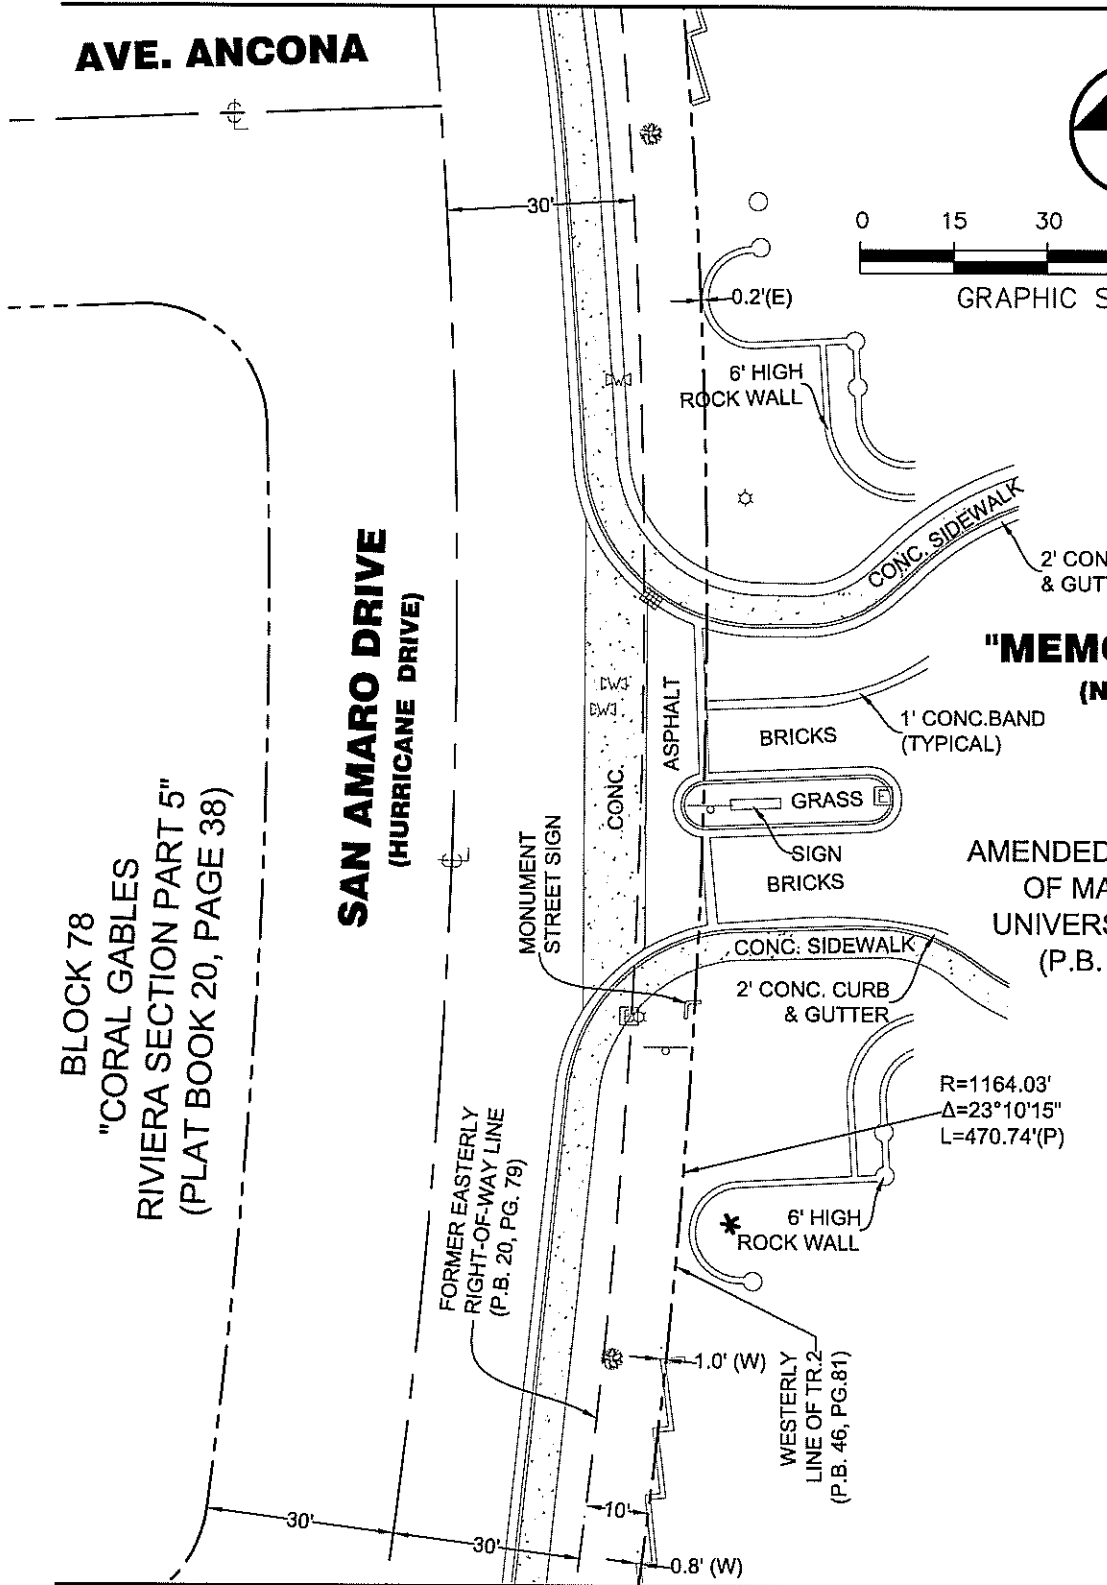 AVE. ANCONA
30'
0 15 30
GRAPHIC S
0.2'(E)
6' HIGH
ROCK WALL
CONC. SIDEWALK
2' CON
& GUT
SAN AMARO DRIVE
(HURRICANE DRIVE)
"MEMO
(N
1' CONC.BAND
(TYPICAL)
ASPHALT
BRICKS
CONC.
GRASS
E
SIGN
BRICKS
MONUMENT
STREET SIGN
AMENDED
OF MA
UNIVERS
(P.B.
BLOCK 78
"CORAL GABLES
RIVIERA SECTION PART 5"
(PLAT BOOK 20, PAGE 38)
CONC. SIDEWALK
2' CONC. CURB
& GUTTER
E
R=1164.03'
Δ=23°10'15"
L=470.74'(P)
FORMER EASTERLY
RIGHT-OF-WAY LINE
(P.B. 20, PG. 79)
6' HIGH
ROCK WALL
1.0' (W)
WESTERLY
LINE OF TR.2
(P.B. 46, PG.81)
30'
30'
10'
0.8' (W)